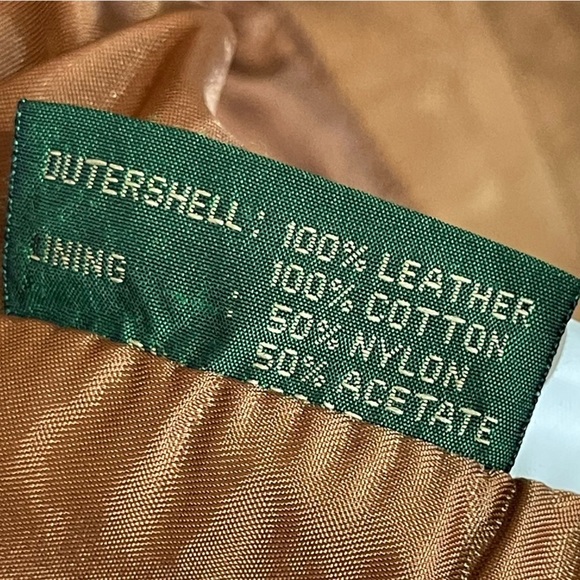 OUTERSHELL: 100% LEATHER
LINING : 100% COTTON
50% NYLON
50% ACETATE